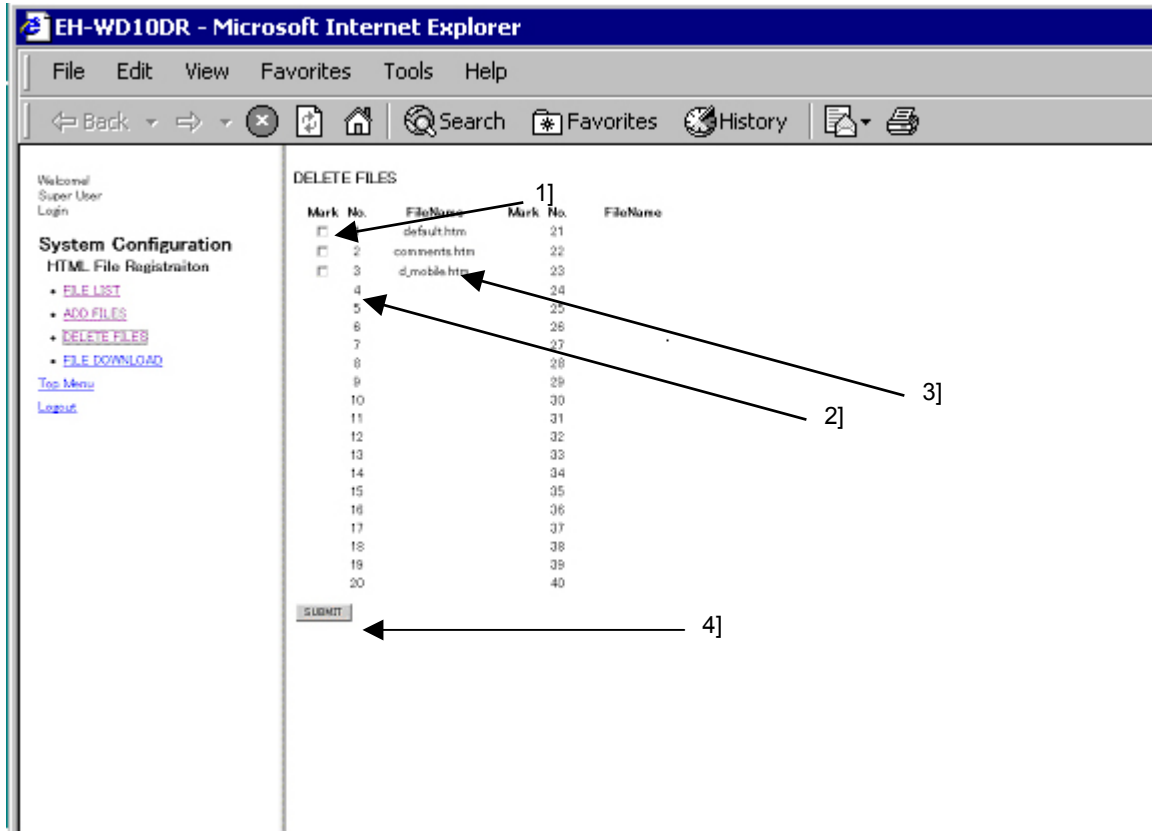 EH-WD10DR - Microsoft Internet Explorer
File Edit View Favorites Tools Help
Back Search Favorites History
Welcome!
Super User
Login
System Configuration
HTML File Registraiton
• FILE LIST
• ADD FILES
• DELETE FILES
• FILE DOWNLOAD
Top Menu
Logout
DELETE FILES
1]
Mark No. FileName Mark No. FileName
1 default.htm 21
2 comments.htm 22
3 d_mobile.htm 23
4 24
5 25
6 26
7 27
8 28
9 29
10 30
3]
11 31
2]
12 32
13 33
14 34
15 35
16 36
17 37
18 38
19 39
20 40
SUBMIT
4]